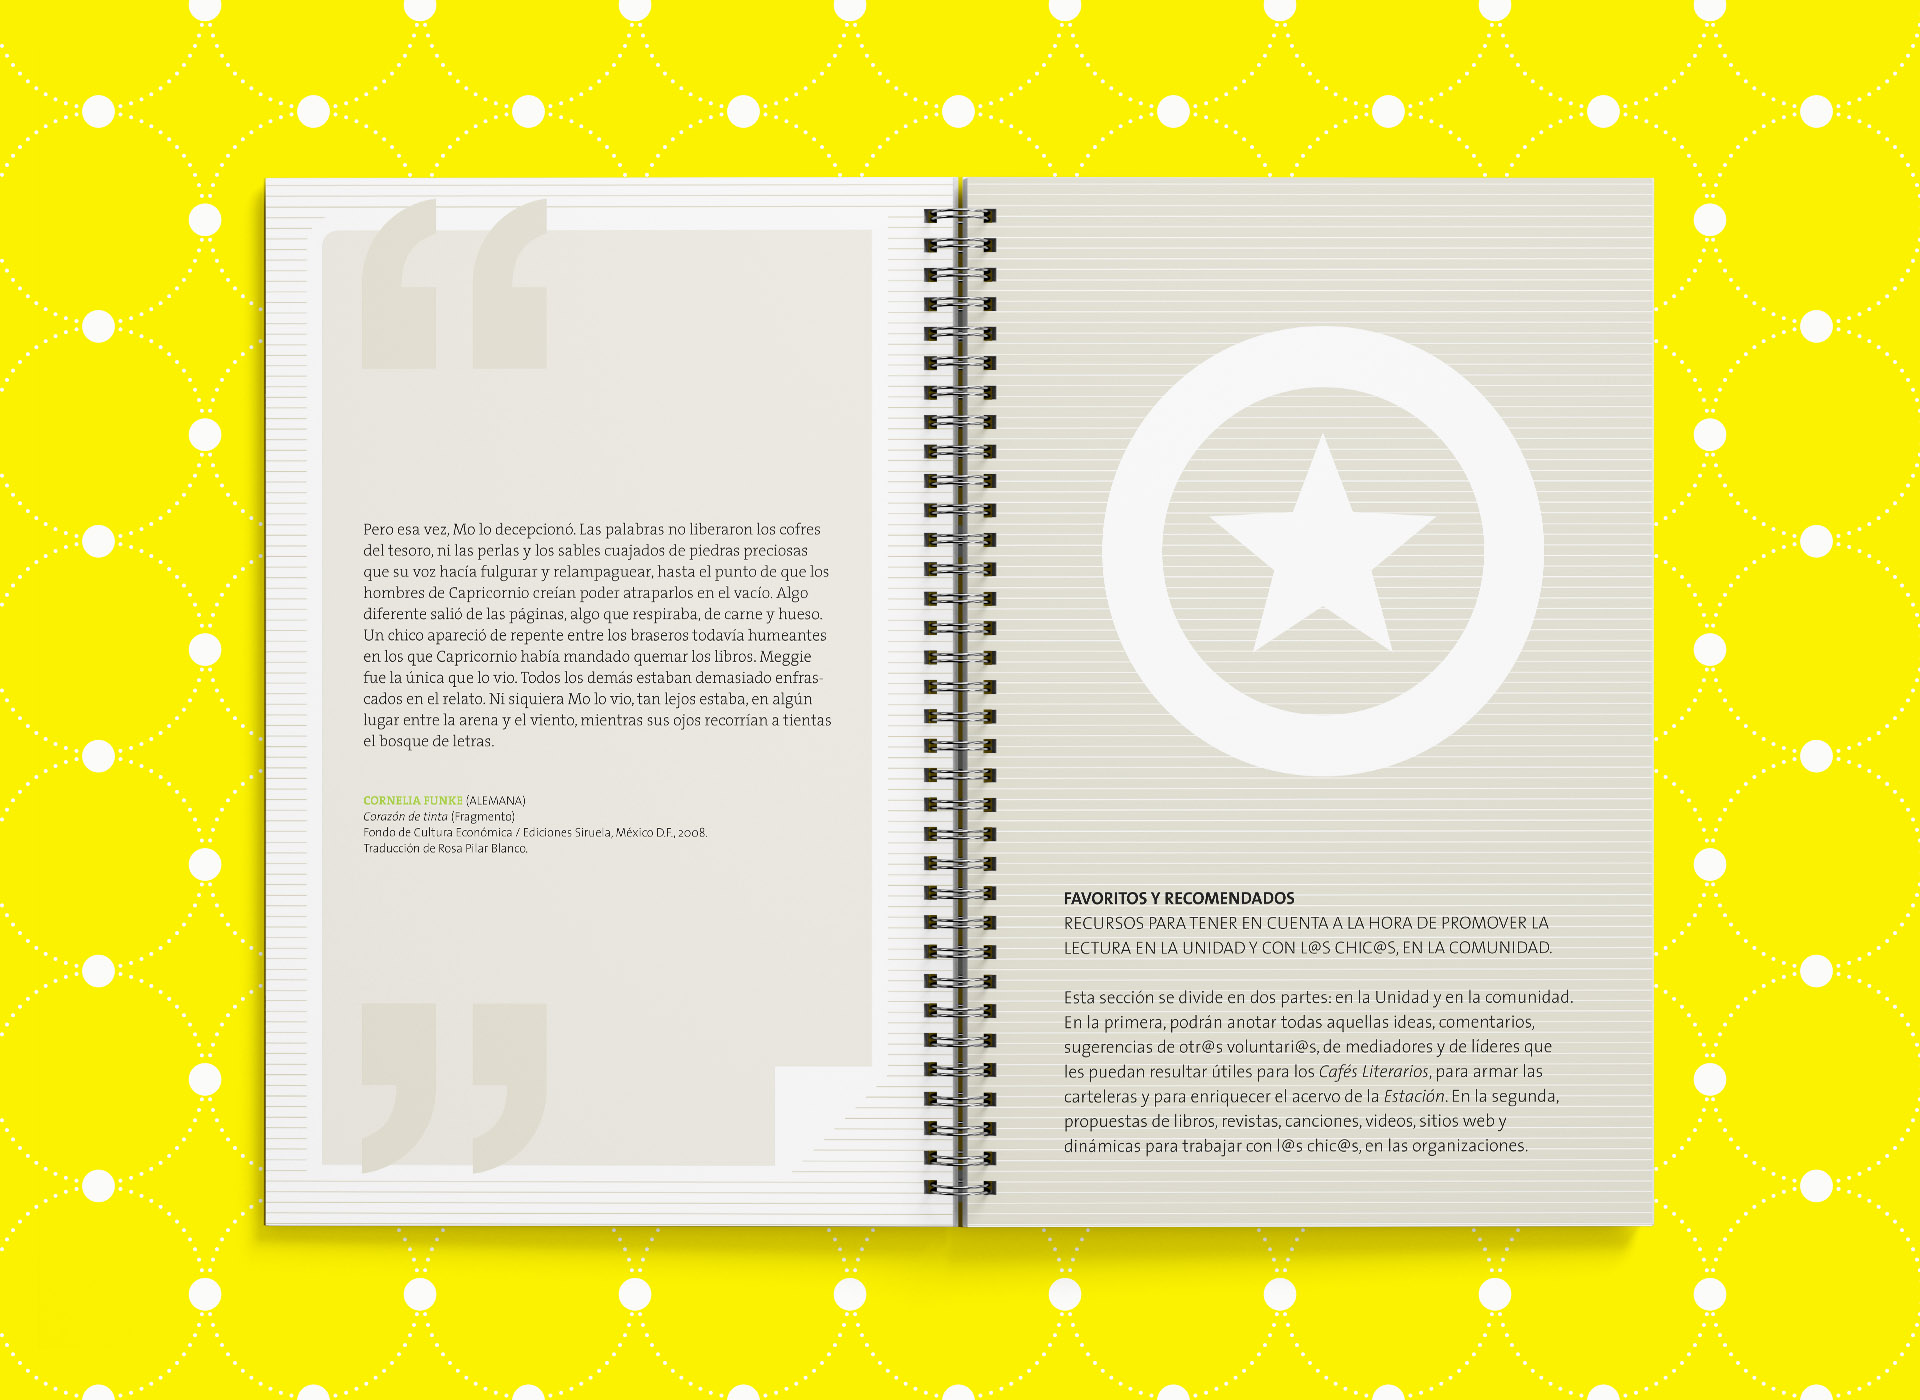 Pero esa vez, Mo lo decepcionó. Las palabras no liberaron los cofres
del tesoro, ni las perlas y los sables cuajados de piedras preciosas
que su voz hacía fulgurar y relampaguear, hasta el punto de que los
hombres de Capricornio creían poder atraparlos en el vacío. Algo
diferente salió de las páginas, algo que respiraba, de carne y hueso.
Un chico apareció de repente entre los braseros todavía humeantes
en los que Capricornio había mandado quemar los libros. Meggie
fue la única que lo vio. Todos los demás estaban demasiado enfras-
cados en el relato. Ni siquiera Mo lo vio, tan lejos estaba, en algún
lugar entre la arena y el viento, mientras sus ojos recorrían a tientas
el bosque de letras.
CORNELIA FUNKE (ALEMANA)
Corazón de tinta (Fragmento)
Fondo de Cultura Económica / Ediciones Siruela, México D.F., 2008.
Traducción de Rosa Pilar Blanco.
FAVORITOS Y RECOMENDADOS
RECURSOS PARA TENER EN CUENTA A LA HORA DE PROMOVER LA
LECTURA EN LA UNIDAD Y CON L@S CHIC@S, EN LA COMUNIDAD.
Esta sección se divide en dos partes: en la Unidad y en la comunidad.
En la primera, podrán anotar todas aquellas ideas, comentarios,
sugerencias de otr@s voluntari@s, de mediadores y de líderes que
les puedan resultar útiles para los Cafés Literarios, para armar las
carteleras y para enriquecer el acervo de la Estación. En la segunda,
propuestas de libros, revistas, canciones, videos, sitios web y
dinámicas para trabajar con l@s chic@s, en las organizaciones.